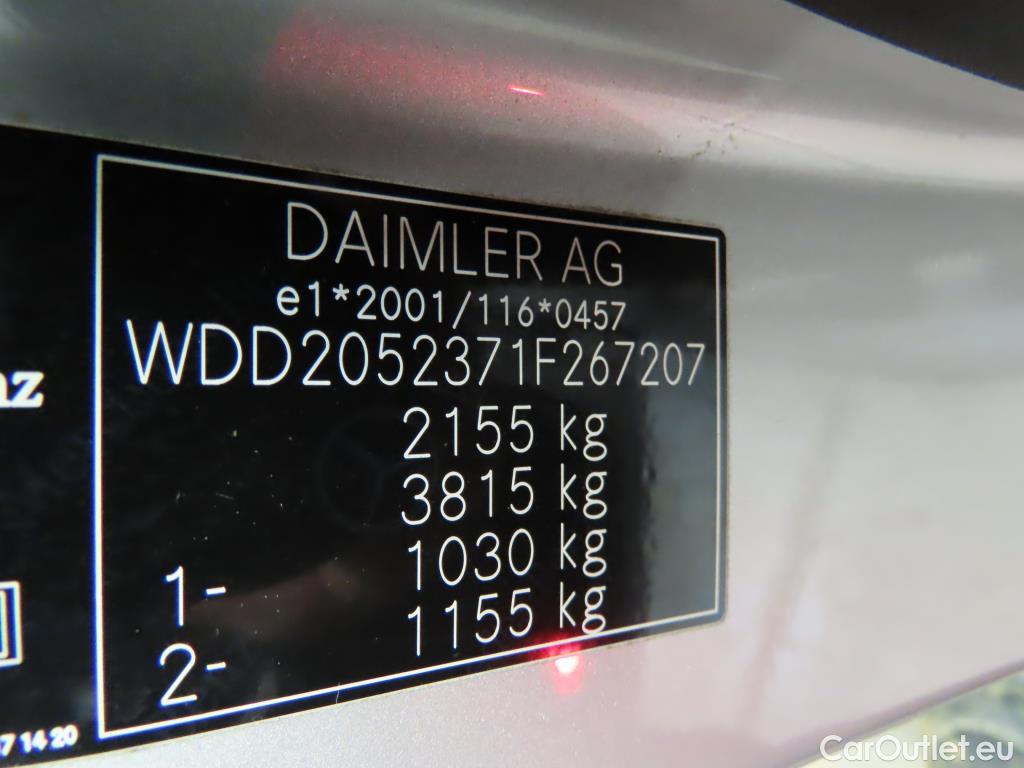 DAIMLER AG
e1*2001/116*0457
WDD2052371F267207
2155 kg
3815 kg
1- 1030 kg
2- 1155 kg
1420
CarOutlet.eu